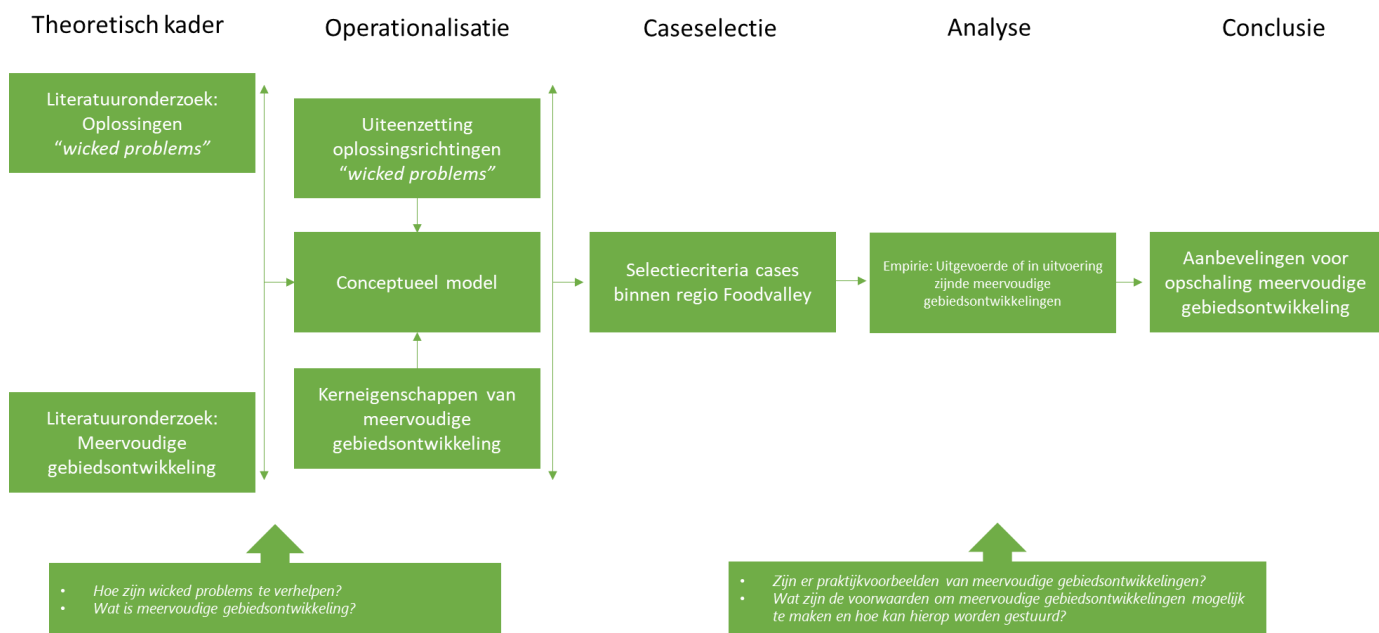 Theoretisch kader
Operationalisatie
Caseselectie
Analyse
Conclusie
Literatuuronderzoek:
Oplossingen
“wicked problems”
Literatuuronderzoek:
Meervoudige
gebiedsontwikkeling
Uiteenzetting
oplossingsrichtingen
“wicked problems”
Conceptueel model
Kerneigenschappen van
meervoudige
gebiedsontwikkeling
Selectiecriteria cases
binnen regio Foodvalley
Empirie: Uitgevoerde of in uitvoering
zijnde meervoudige
gebiedsontwikkelingen
Aanbevelingen voor
opschaling meervoudige
gebiedsontwikkeling
• Hoe zijn wicked problems te verhelpen?
• Wat is meervoudige gebiedsontwikkeling?
• Zijn er praktijkvoorbeelden van meervoudige gebiedsontwikkelingen?
• Wat zijn de voorwaarden om meervoudige gebiedsontwikkelingen mogelijk
te maken en hoe kan hierop worden gestuurd?